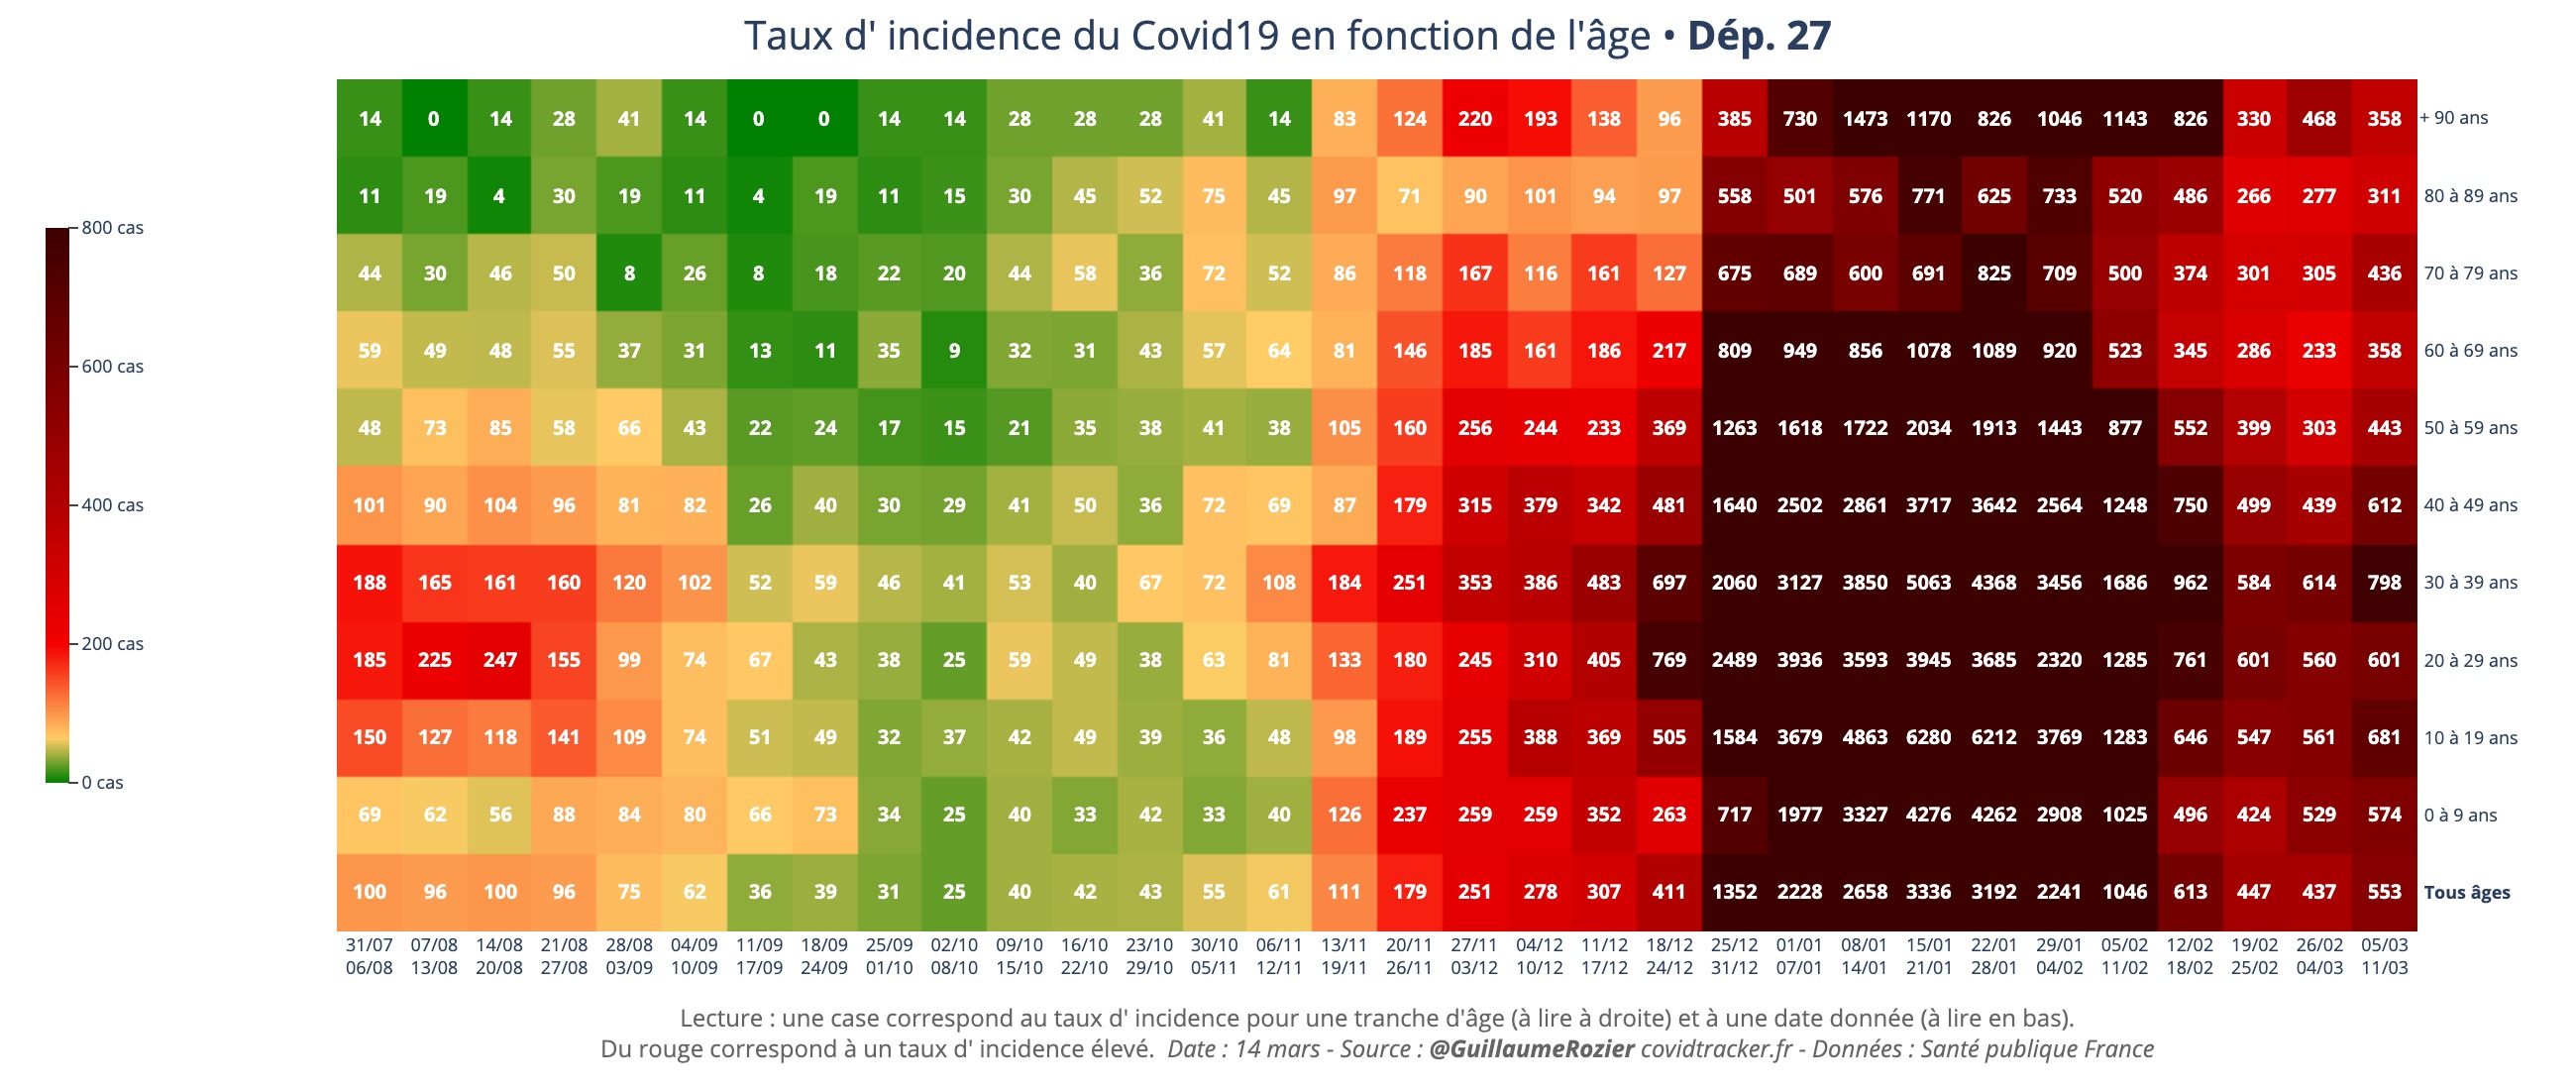 Taux d' incidence du Covid19 en fonction de l'âge • Dép. 27
14 0 14 28 41 14 0 0 14 14 28 28 28 41 14 83 124 220 193 138 96 385 730 1473 1170 826 1046 1143 826 330 468 358 + 90 ans
11 19 4 30 19 11 4 19 11 15 30 45 52 75 45 97 71 90 101 94 97 558 501 576 771 625 733 520 486 266 277 311 80 à 89 ans
800 cas
44 30 46 50 8 26 8 18 22 20 44 58 36 72 52 86 118 167 116 161 127 675 689 600 691 825 709 500 374 301 305 436 70 à 79 ans
59 49 48 55 37 31 13 11 35 9 32 31 43 57 64 81 146 185 161 186 217 809 949 856 1078 1089 920 523 345 286 233 358 60 à 69 ans
600 cas
48 73 85 58 66 43 22 24 17 15 21 35 38 41 38 105 160 256 244 233 369 1263 1618 1722 2034 1913 1443 877 552 399 303 443 50 à 59 ans
400 cas
101 90 104 96 81 82 26 40 30 29 41 50 36 72 69 87 179 315 379 342 481 1640 2502 2861 3717 3642 2564 1248 750 499 439 612 40 à 49 ans
188 165 161 160 120 102 52 59 46 41 53 40 67 72 108 184 251 353 386 483 697 2060 3127 3850 5063 4368 3456 1686 962 584 614 798 30 à 39 ans
200 cas
185 225 247 155 99 74 67 43 38 25 59 49 38 63 81 133 180 245 310 405 769 2489 3936 3593 3945 3685 2320 1285 761 601 560 601 20 à 29 ans
150 127 118 141 109 74 51 49 32 37 42 49 39 36 48 98 189 255 388 369 505 1584 3679 4863 6280 6212 3769 1283 646 547 561 681 10 à 19 ans
0 cas
69 62 56 88 84 80 66 73 34 25 40 33 42 33 40 126 237 259 259 352 263 717 1977 3327 4276 4262 2908 1025 496 424 529 574 0 à 9 ans
100 96 100 96 75 62 36 39 31 25 40 42 43 55 61 111 179 251 278 307 411 1352 2228 2658 3336 3192 2241 1046 613 447 437 553 Tous âges
31/07 07/08 14/08 21/08 28/08 04/09 11/09 18/09 25/09 02/10 09/10 16/10 23/10 30/10 06/11 13/11 20/11 27/11 04/12 11/12 18/12 25/12 01/01 08/01 15/01 22/01 29/01 05/02 12/02 19/02 26/02 05/03
06/08 13/08 20/08 27/08 03/09 10/09 17/09 24/09 01/10 08/10 15/10 22/10 29/10 05/11 12/11 19/11 26/11 03/12 10/12 17/12 24/12 31/12 07/01 14/01 21/01 28/01 04/02 11/02 18/02 25/02 04/03 11/03
Lecture : une case correspond au taux d' incidence pour une tranche d'âge (à lire à droite) et à une date donnée (à lire en bas).
Du rouge correspond à un taux d' incidence élevé. Date : 14 mars - Source : @GuillaumeRozier covidtracker.fr - Données : Santé publique France